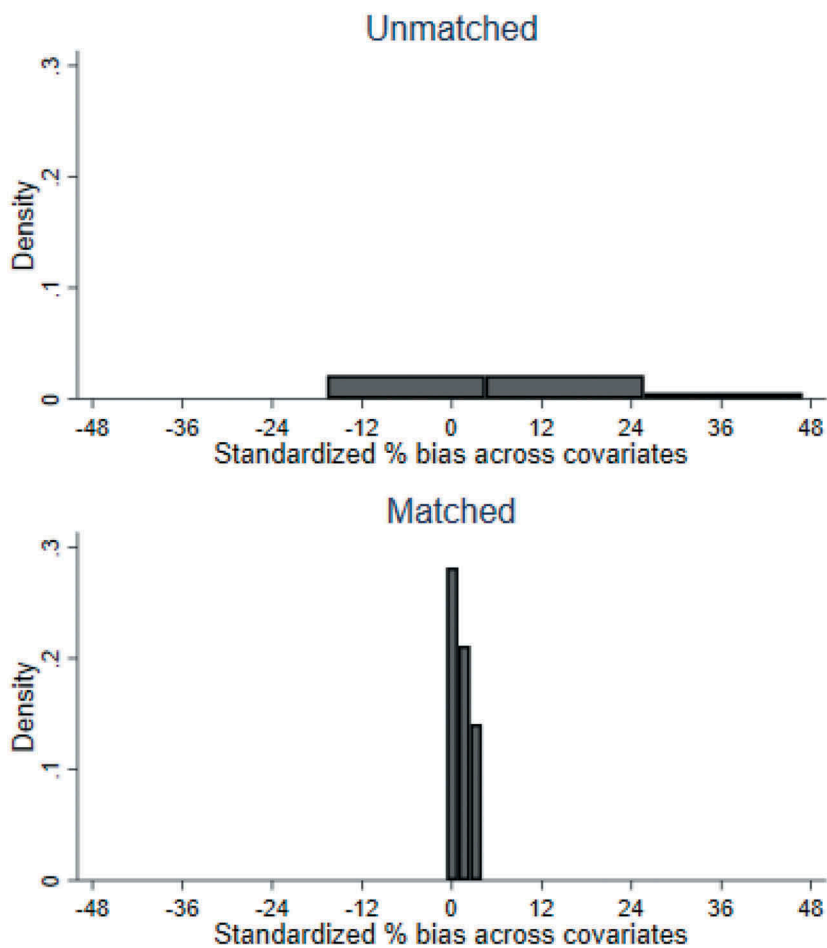 Unmatched
Density
.3
.2
.1
0
-48 -36 -24 -12 0 12 24 36 48
Standardized % bias across covariates
Matched
Density
.3
.2
.1
0
-48 -36 -24 -12 0 12 24 36 48
Standardized % bias across covariates